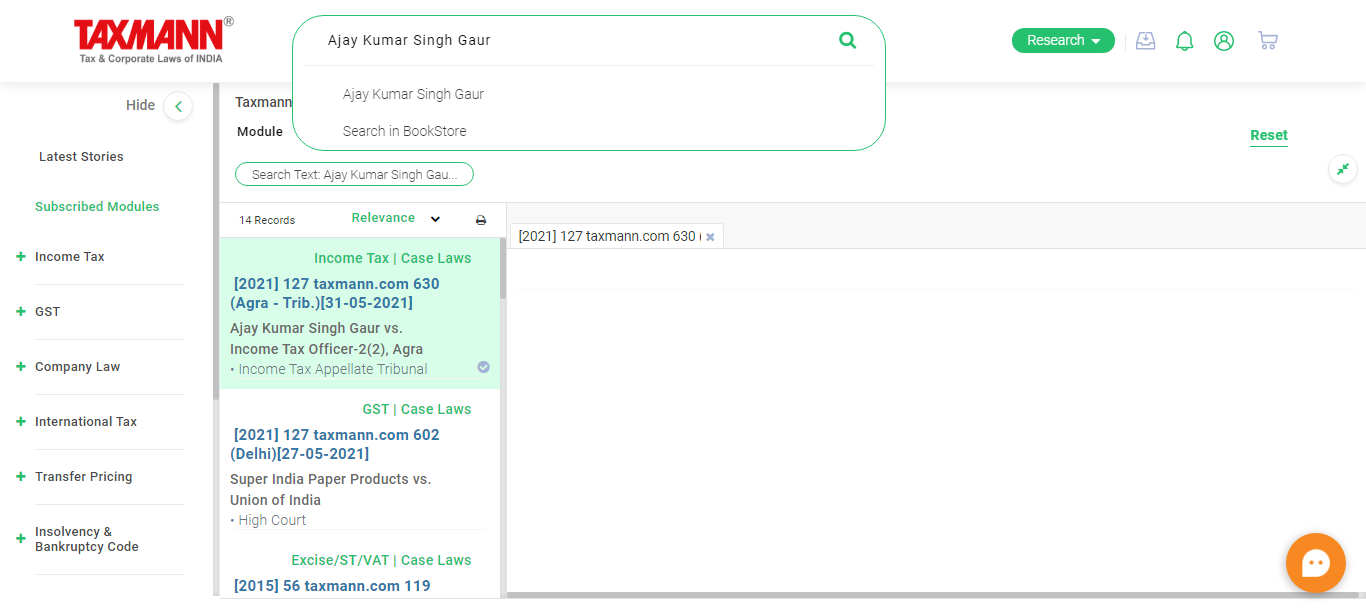 TAXMANN®
Tax & Corporate Laws of INDIA
Ajay Kumar Singh Gaur
Ajay Kumar Singh Gaur
Search in BookStore
Research
Hide
Latest Stories
Subscribed Modules
Income Tax
GST
Company Law
International Tax
Transfer Pricing
Insolvency &
Bankruptcy Code
Taxmann
Module
Search Text: Ajay Kumar Singh Gau...
Reset
14 Records
Relevance
Income Tax | Case Laws
[2021] 127 taxmann.com 630
(Agra - Trib.)[31-05-2021]
Ajay Kumar Singh Gaur vs.
Income Tax Officer-2(2), Agra
• Income Tax Appellate Tribunal
GST | Case Laws
[2021] 127 taxmann.com 602
(Delhi)[27-05-2021]
Super India Paper Products vs.
Union of India
• High Court
Excise/ST/VAT | Case Laws
[2015] 56 taxmann.com 119
[2021] 127 taxmann.com 630 (